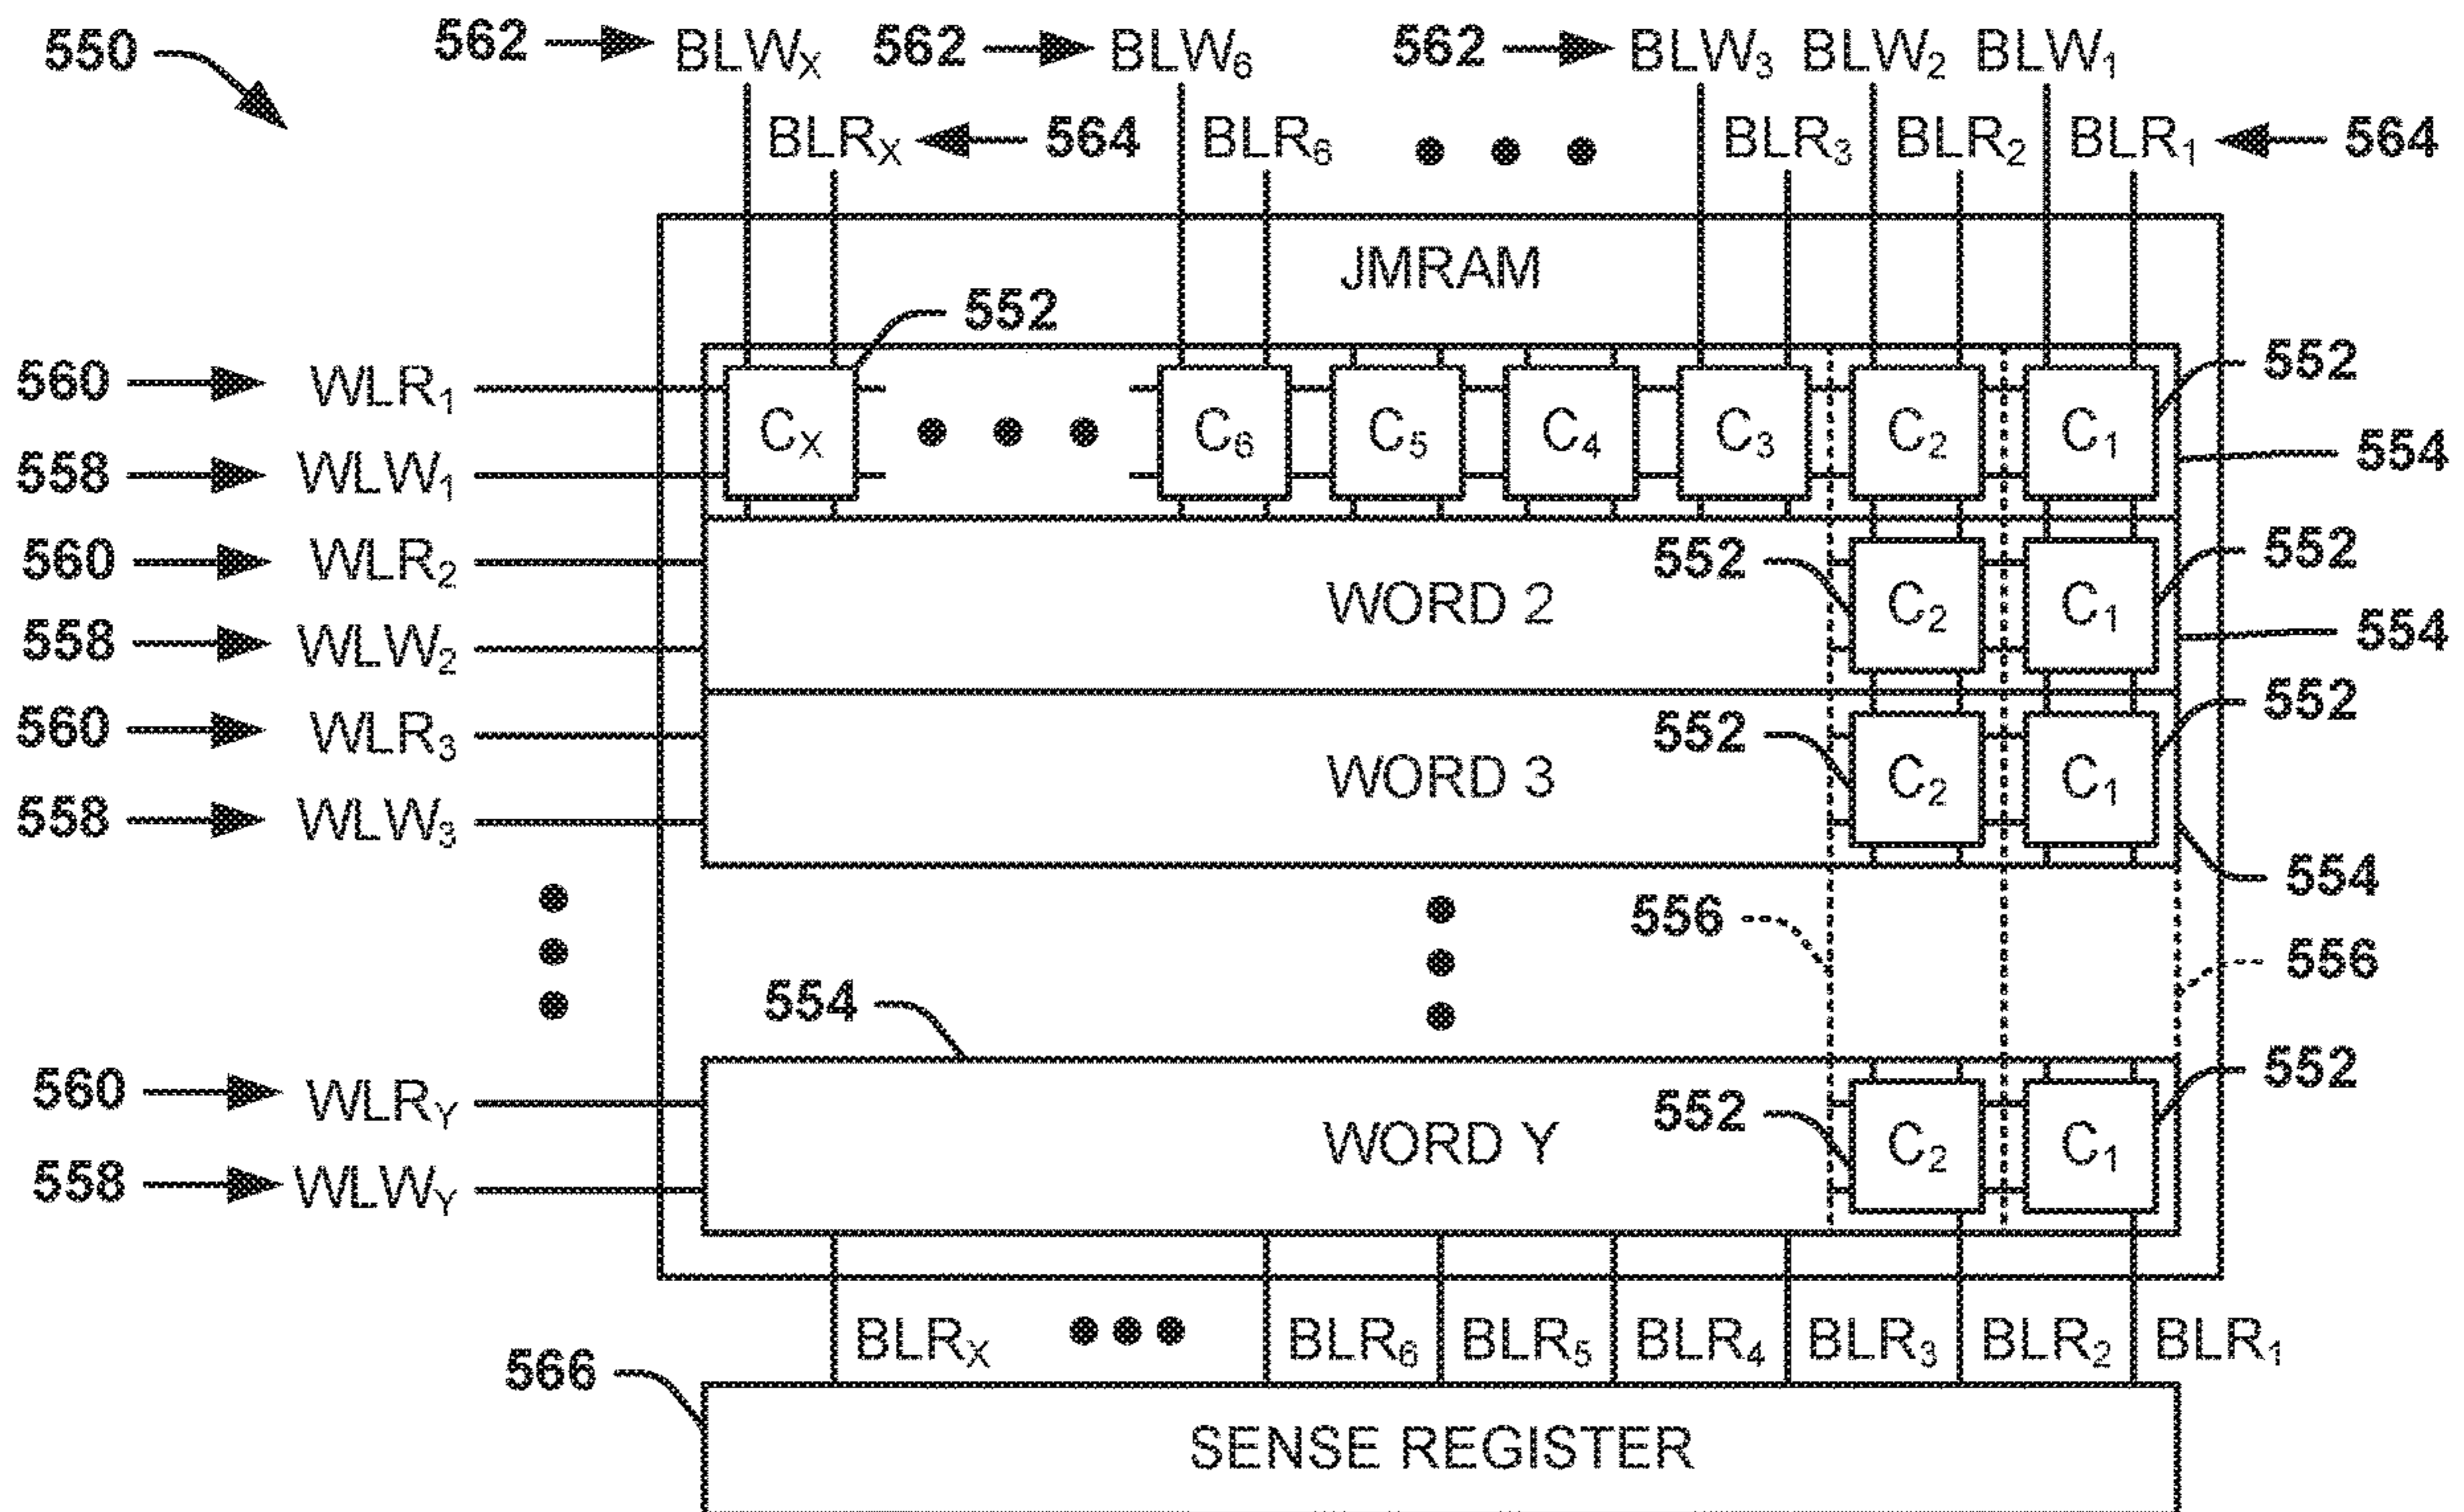 550 562 BLWX 562 BLW6 562 BLW3 BLW2 BLW1
BLRX 564 BLR6 BLR3 BLR2 BLR1 564
JMRAM
552
560 WLR1 552
CX C6 C5 C4 C3 C2 C1
554
558 WLW1
560 WLR2 552 552
WORD 2 C2 C1
558 WLW2 554
560 WLR3 552 552
WORD 3 C2 C1
558 WLW3
554
556 556
554
560 WLRY 552 552
WORD Y C2 C1
558 WLWY
BLRX BLR6 BLR5 BLR4 BLR3 BLR2 BLR1
566
SENSE REGISTER